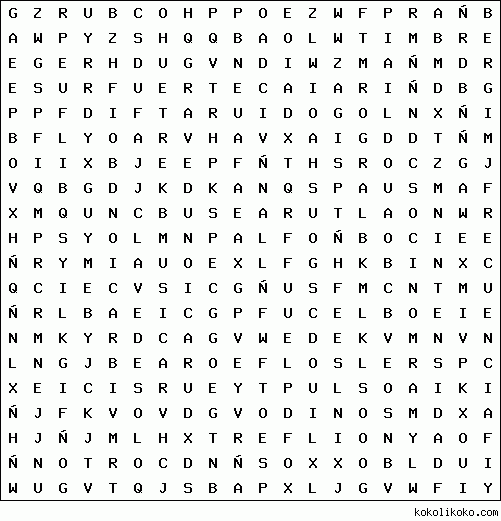 G Z R U B C O H P P O E Z W F P R A Ñ B
A W P Y Z S H Q Q B A O L W T I M B R E
E G E R H D U G V N D I W Z M A Ñ M D R
E S U R F U E R T E C A I A R I Ñ D B G
P P F D I F T A R U I D O G O L N X Ñ I
B F L Y O A R V H A V X A I G D D T Ñ M
O I I X B J E E P F Ñ T H S R O C Z G J
V Q B G D J K D K A N Q S P A U S M A F
X M Q U N C B U S E A R U T L A O N W R
H P S Y O L M N P A L F O Ñ B O C I E E
Ñ R Y M I A U O E X L F G H K B I N X C
Q C I E C V S I C G Ñ U S F M C N T M U
Ñ R L B A E I C G P F U C E L B O E I E
N M K Y R D C A G V W E D E K V M N V N
L N G J B E A R O E F L O S L E R S P C
X E I C I S R U E Y T P U L S O A I K I
Ñ J F K V O V D G V O D I N O S M D X A
H J Ñ J M L H X T R E F L I O N Y A O F
Ñ N O T R O C D N Ñ S O X X O B L D U I
W U G V T Q J S B A P X L J G V W F I Y
kokolikoko.com